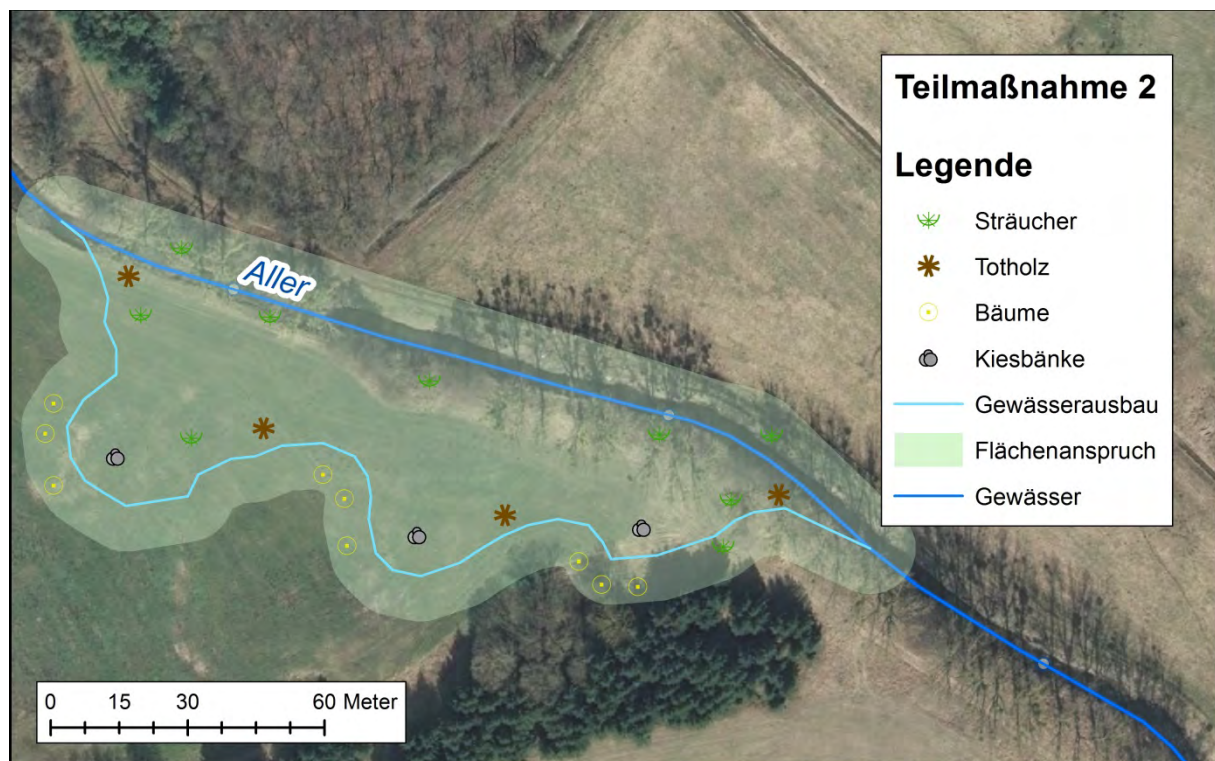 Teilmaßnahme 2
Legende
Sträucher
Totholz
Bäume
Kiesbänke
Gewässerausbau
Flächenanspruch
Gewässer
Aller
0 15 30 60 Meter